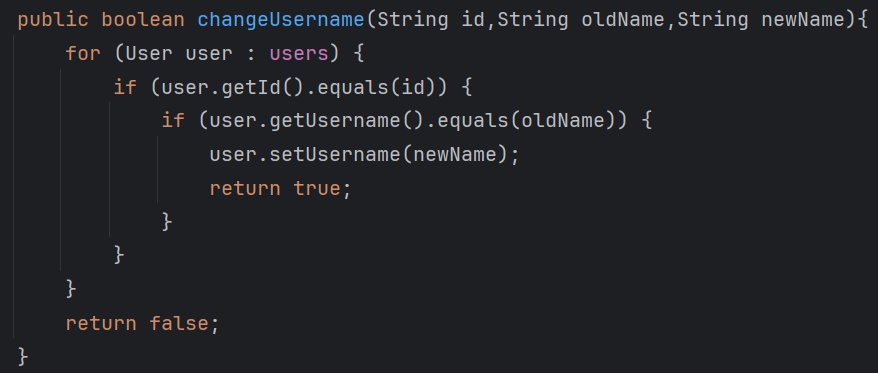 public boolean changeUsername(String id,String oldName,String newName){
    for (User user : users) {
        if (user.getId().equals(id)) {
            if (user.getUsername().equals(oldName)) {
                user.setUsername(newName);
                return true;
            }
        }
    }
    return false;
}